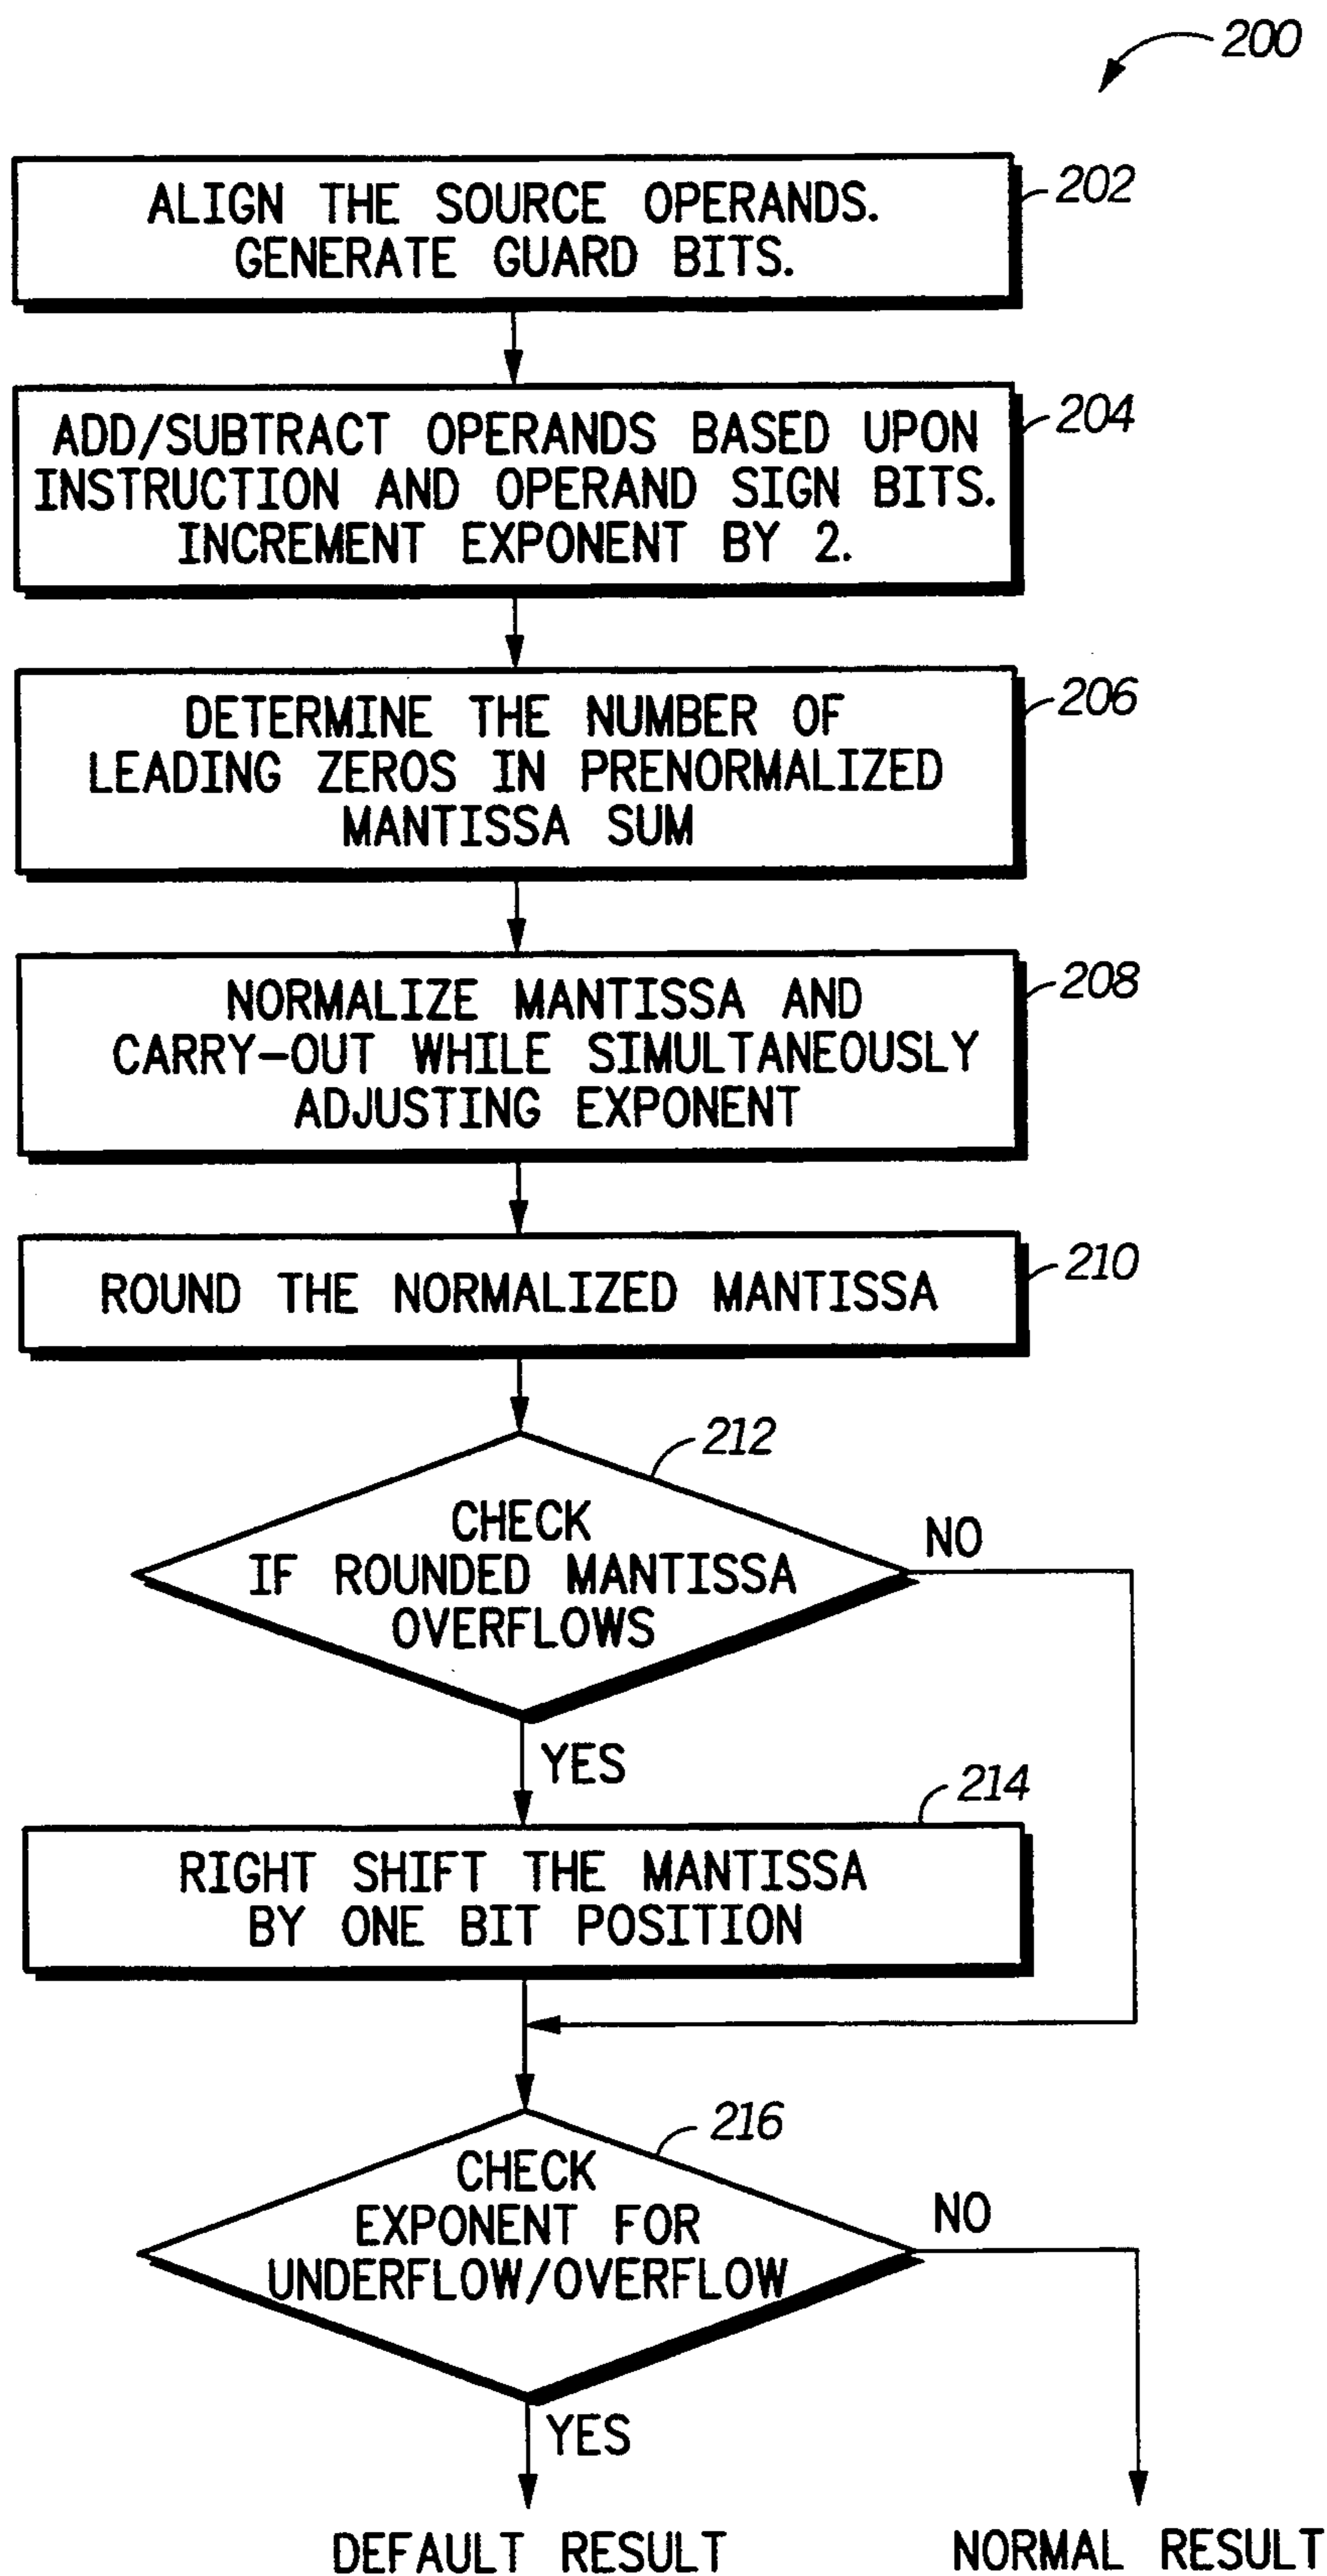 200
ALIGN THE SOURCE OPERANDS.
GENERATE GUARD BITS.
202
ADD/SUBTRACT OPERANDS BASED UPON
INSTRUCTION AND OPERAND SIGN BITS.
INCREMENT EXPONENT BY 2.
204
DETERMINE THE NUMBER OF
LEADING ZEROS IN PRENORMALIZED
MANTISSA SUM
206
NORMALIZE MANTISSA AND
CARRY-OUT WHILE SIMULTANEOUSLY
ADJUSTING EXPONENT
208
ROUND THE NORMALIZED MANTISSA
210
212
CHECK
IF ROUNDED MANTISSA
OVERFLOWS
NO
YES
214
RIGHT SHIFT THE MANTISSA
BY ONE BIT POSITION
216
CHECK
EXPONENT FOR
UNDERFLOW/OVERFLOW
NO
YES
DEFAULT RESULT
NORMAL RESULT